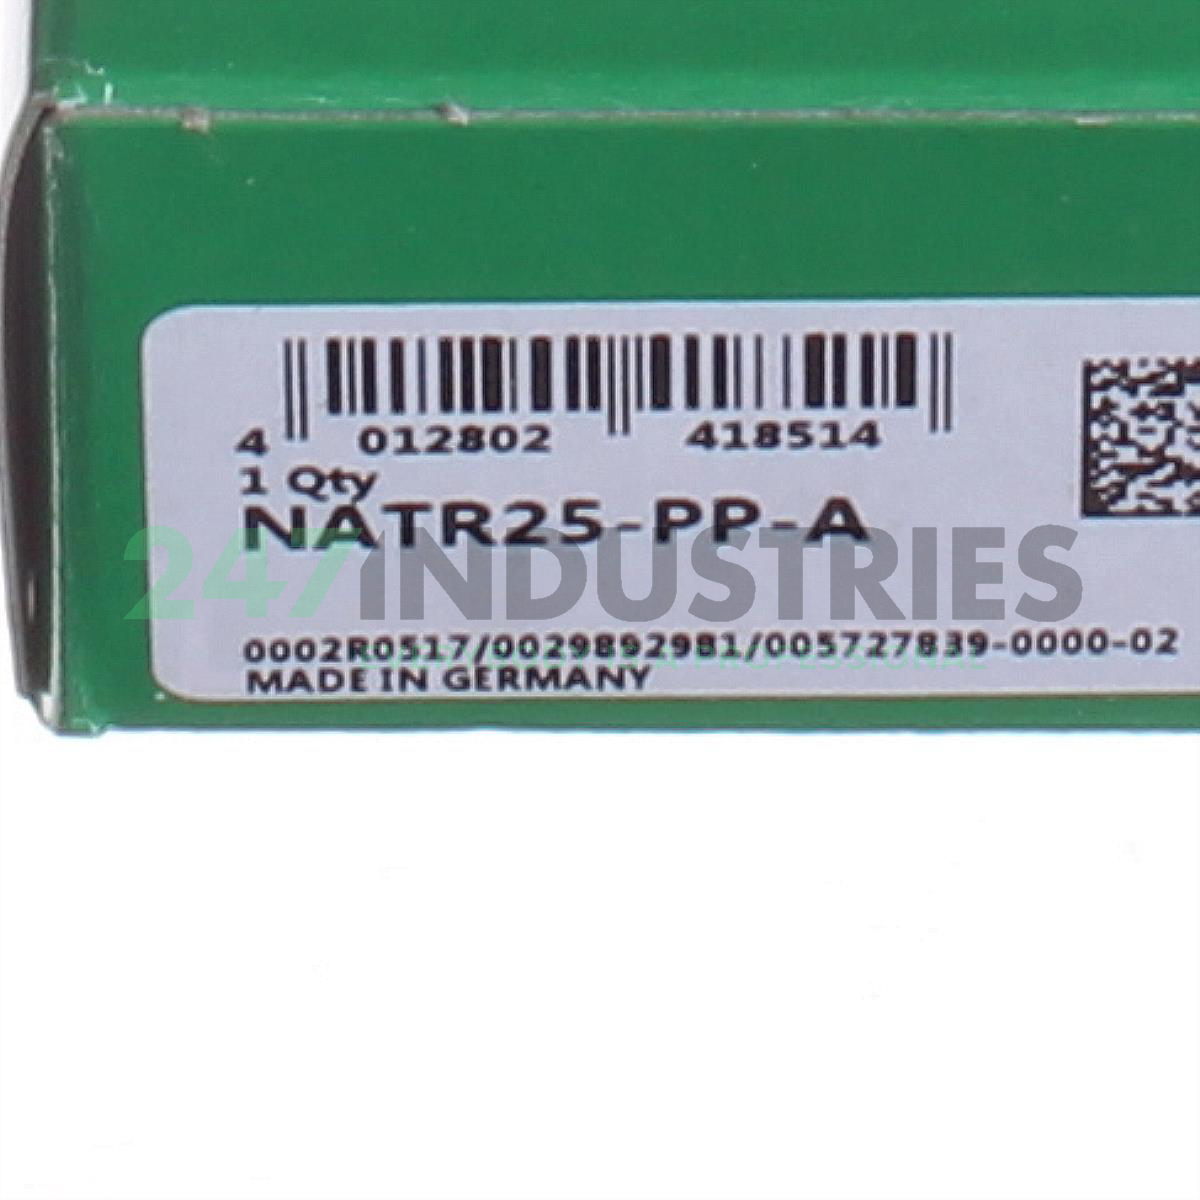 4 012802 418514
1 Qty
NATR25-PP-A
247INDUSTRIES
0002R0517/0029892981/005727839-0000-02
MADE IN GERMANY